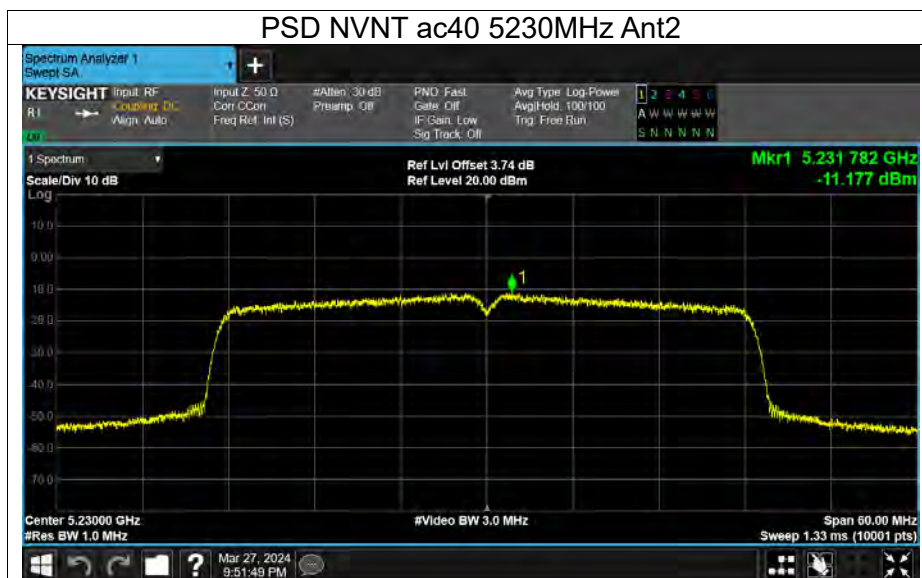 PSD NVNT ac40 5230MHz Ant2
Spectrum Analyzer 1
Swept SA
+
KEYSIGHT Input: RF Input Z: 50 Ω #Atten: 30 dB PNO: Fast Avg Type: Log-Power 1 2 3 4 5 6
R L Coupling: DC Corr CCorr Preamp: Off Gate: Off Avg|Hold: 100/100 A W W W W W
Align: Auto Freq Ref: Int (S) IF Gain: Low Trig: Free Run
Sig Track: Off S N N N N N
1 Spectrum
Ref Lvl Offset 3.74 dB Mkr1 5.231 782 GHz
Scale/Div 10 dB Ref Level 20.00 dBm -11.177 dBm
Log
10.0
0.00
-10.0
1
-20.0
-30.0
-40.0
-50.0
-60.0
-70.0
Center 5.23000 GHz #Video BW 3.0 MHz Span 60.00 MHz
#Res BW 1.0 MHz Sweep 1.33 ms (10001 pts)
? Mar 27, 2024
9:51:49 PM